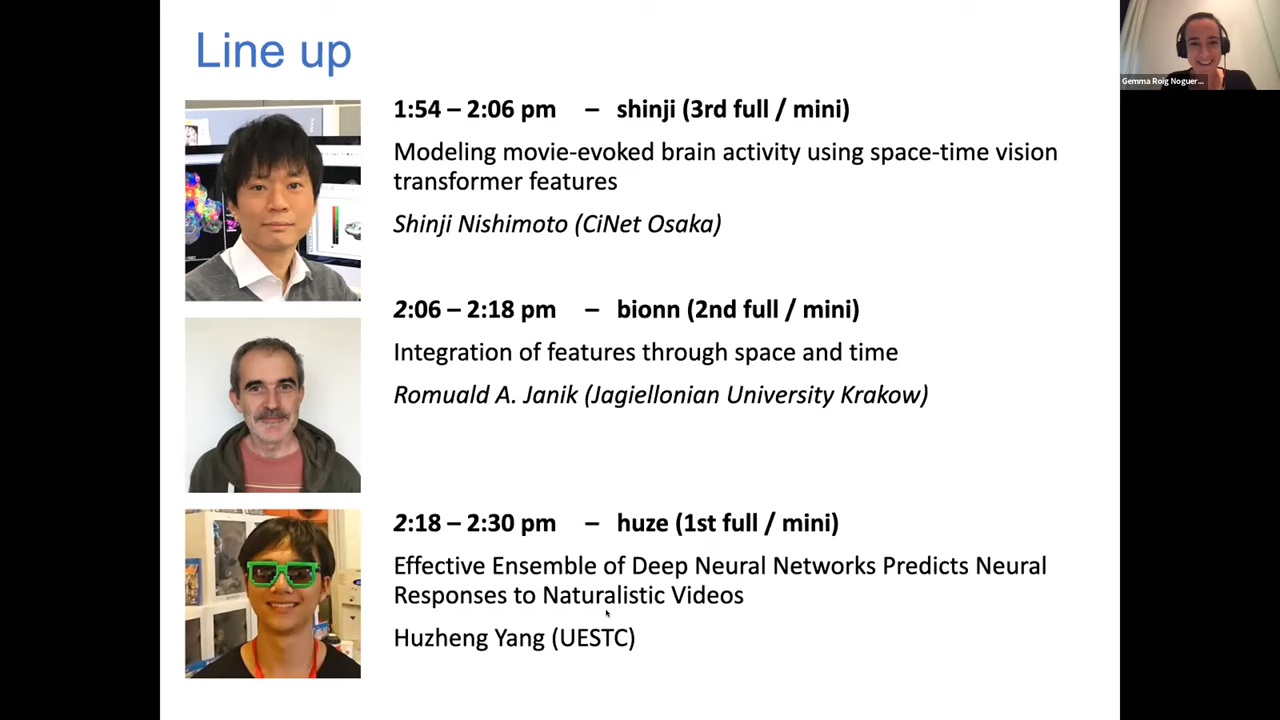 Line up
1:54 – 2:06 pm – shinji (3rd full / mini)
Modeling movie-evoked brain activity using space-time vision
transformer features
Shinji Nishimoto (CiNet Osaka)
2:06 – 2:18 pm – bionn (2nd full / mini)
Integration of features through space and time
Romuald A. Janik (Jagiellonian University Krakow)
2:18 – 2:30 pm – huze (1st full / mini)
Effective Ensemble of Deep Neural Networks Predicts Neural
Responses to Naturalistic Videos
Huzheng Yang (UESTC)
Gemma Roig Noguer...